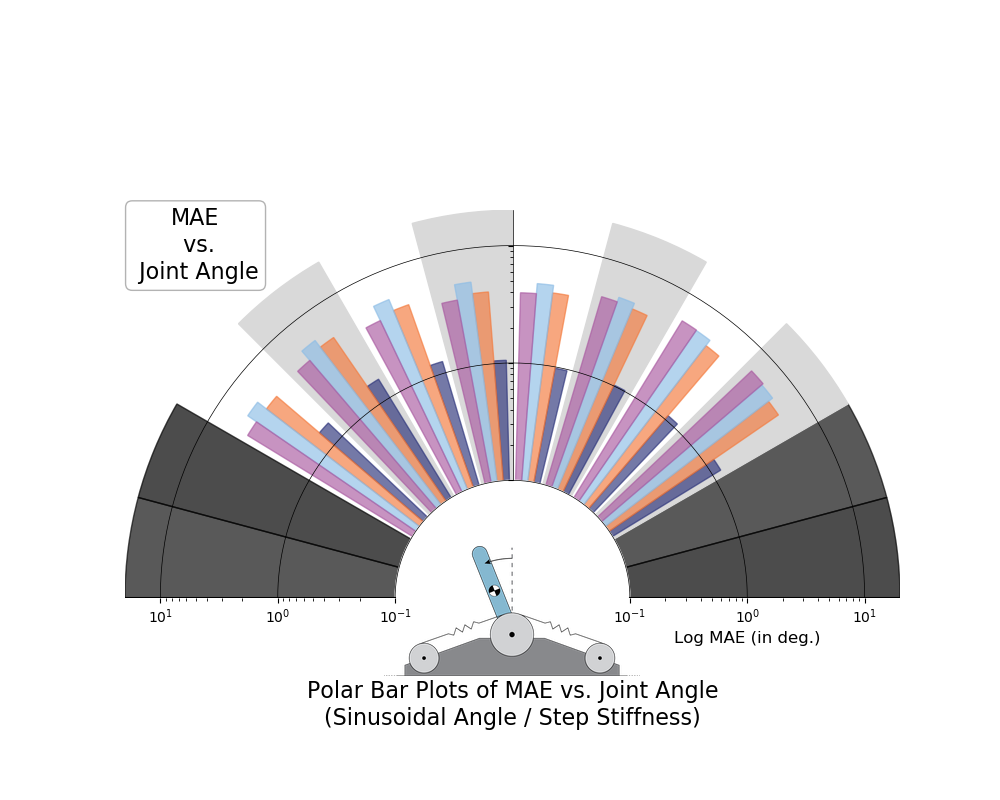 MAE
vs.
Joint Angle
10¹ 10⁰ 10⁻¹ 10⁻¹ 10⁰ 10¹
Log MAE (in deg.)
Polar Bar Plots of MAE vs. Joint Angle
(Sinusoidal Angle / Step Stiffness)